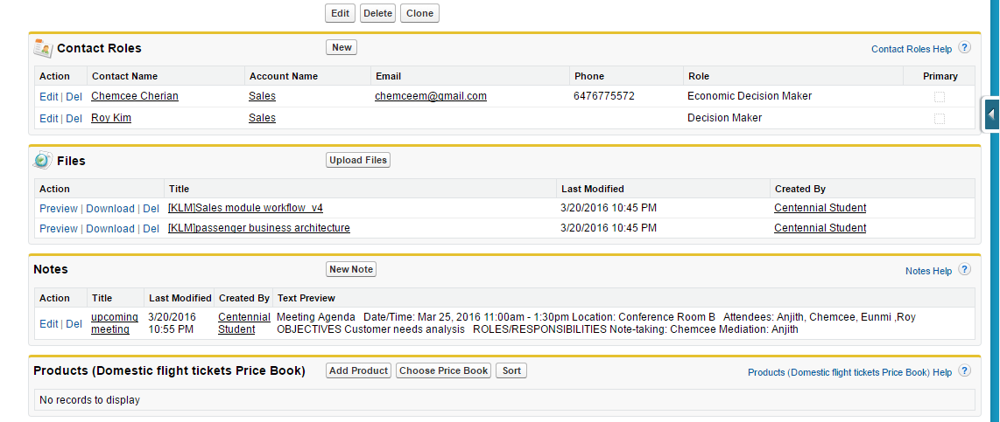 Edit Delete Clone
Contact Roles New Contact Roles Help ?
Action Contact Name Account Name Email Phone Role Primary
Edit | Del Chemcee Cherian Sales chemceem@gmail.com 6476775572 Economic Decision Maker
Edit | Del Roy Kim Sales Decision Maker
Files Upload Files
Action Title Last Modified Created By
Preview | Download | Del [KLM]Sales module workflow_v4 3/20/2016 10:45 PM Centennial Student
Preview | Download | Del [KLM]passenger business architecture 3/20/2016 10:45 PM Centennial Student
Notes New Note Notes Help ?
Action Title Last Modified Created By Text Preview
Edit | Del upcoming meeting 3/20/2016 10:55 PM Centennial Student Meeting Agenda Date/Time: Mar 25, 2016 11:00am - 1:30pm Location: Conference Room B Attendees: Anjith, Chemcee, Eunmi ,Roy
OBJECTIVES Customer needs analysis ROLES/RESPONSIBILITIES Note-taking: Chemcee Mediation: Anjith
Products (Domestic flight tickets Price Book) Add Product Choose Price Book Sort Products (Domestic flight tickets Price Book) Help ?
No records to display